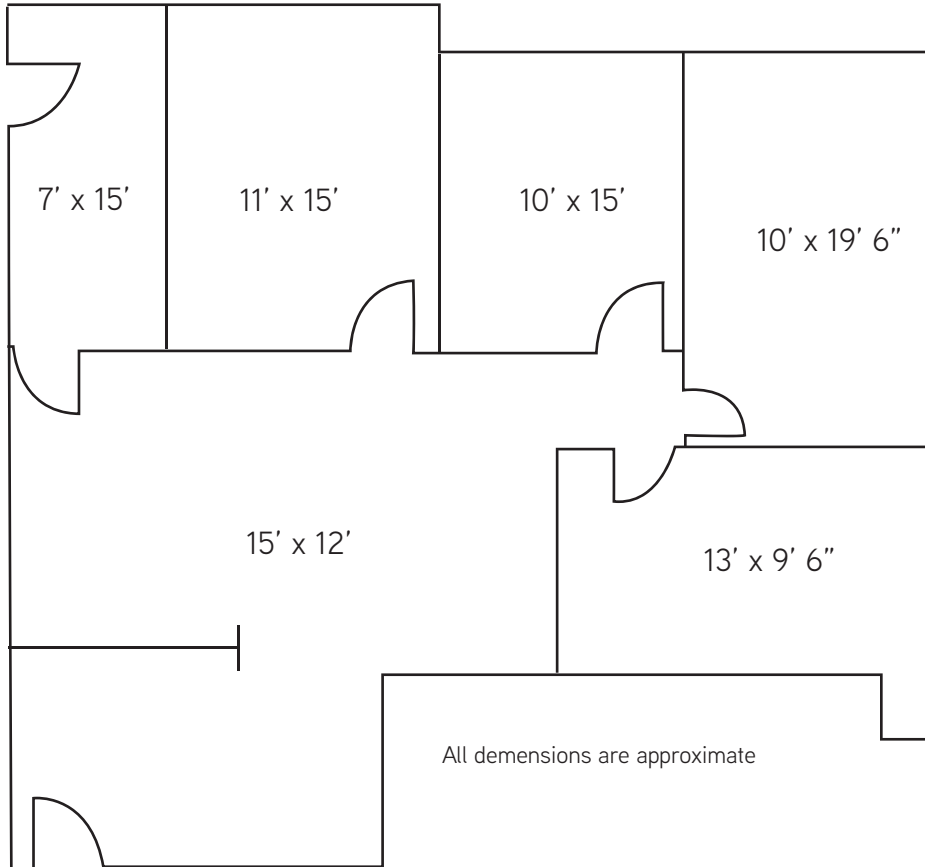 7’ x 15’
11’ x 15’
10’ x 15’
10’ x 19’ 6”
15’ x 12’
13’ x 9’ 6”
All demensions are approximate